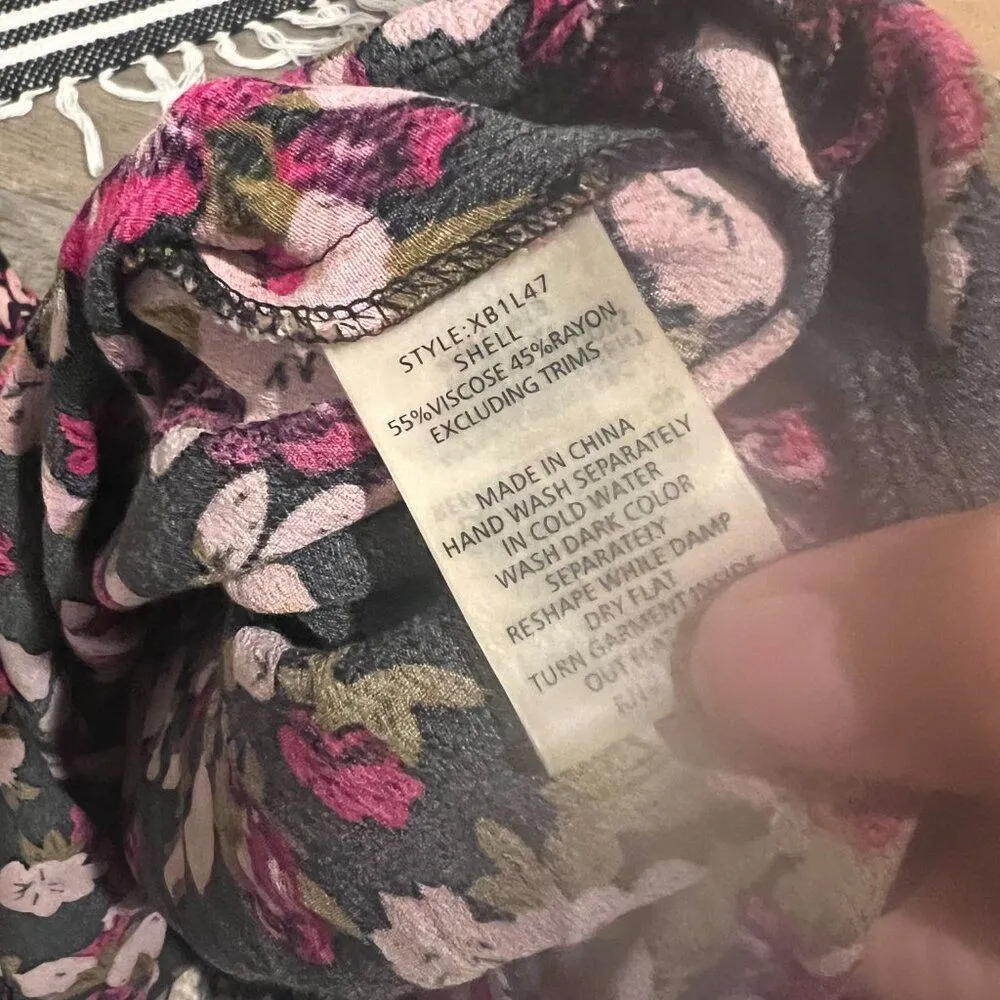 STYLE:XB1L47
SHELL
55%VISCOSE 45%RAYON
EXCLUDING TRIMS
MADE IN CHINA
HAND WASH SEPARATELY
IN COLD WATER
WASH DARK COLOR
SEPARATELY
RESHAPE WHILE DAMP
DRY FLAT
TURN GARMENT INSIDE
OUT